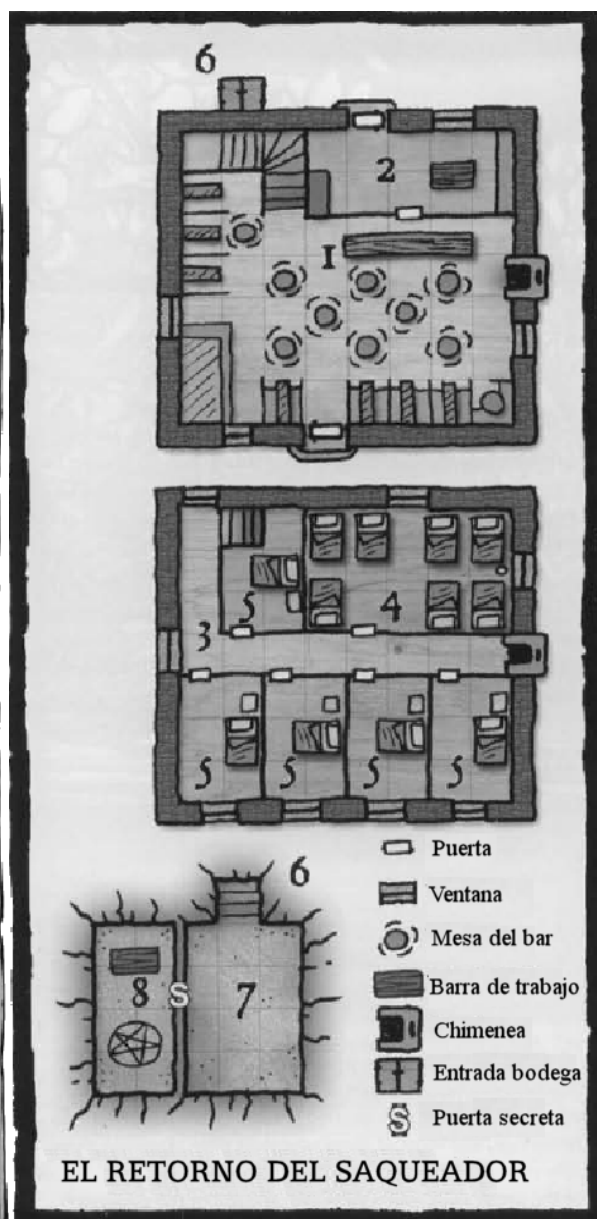 6
2
1
3
5
4
5
5
5
5
6
8
S
7
Puerta
Ventana
Mesa del bar
Barra de trabajo
Chimenea
Entrada bodega
S Puerta secreta
EL RETORNO DEL SAQUEADOR